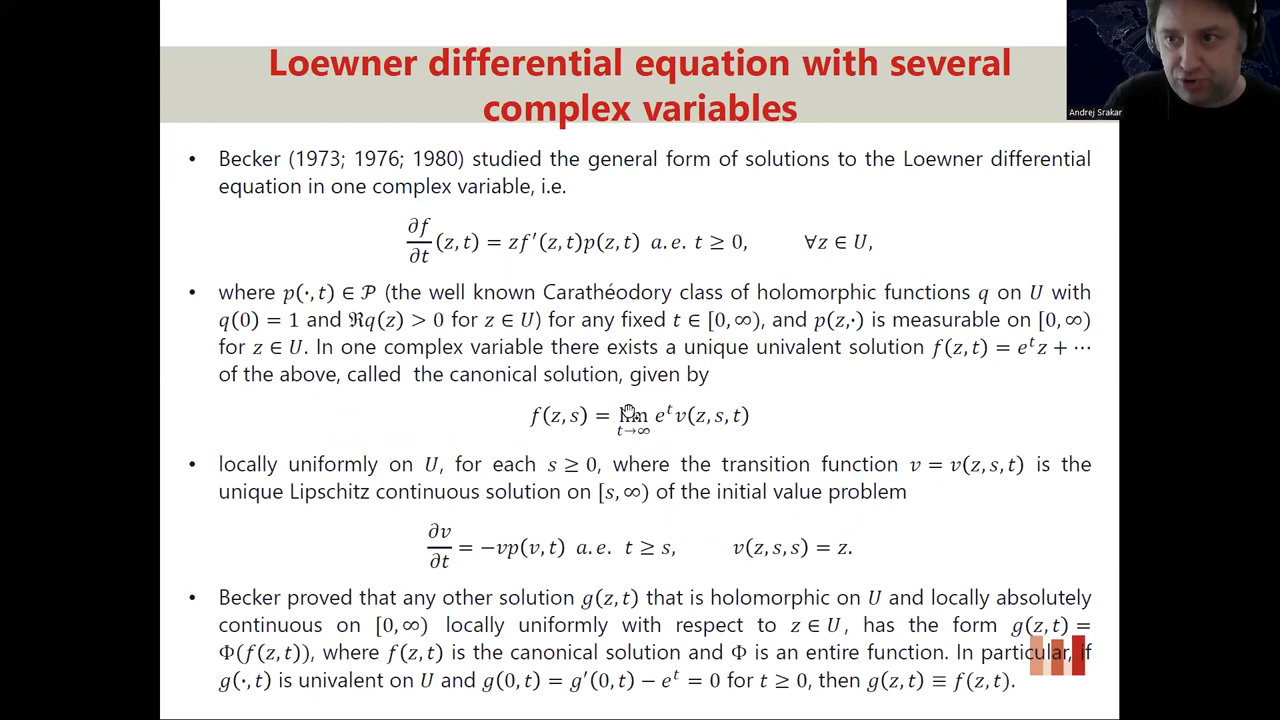 Loewner differential equation with several
complex variables
Andrej Srakar
• Becker (1973; 1976; 1980) studied the general form of solutions to the Loewner differential
equation in one complex variable, i.e.
∂f/∂t (z, t) = zf′(z, t)p(z, t) a.e. t ≥ 0, ∀z ∈ U,
• where p(·, t) ∈ 𝒫 (the well known Carathéodory class of holomorphic functions q on U with
q(0) = 1 and ℜq(z) > 0 for z ∈ U) for any fixed t ∈ [0, ∞), and p(z,·) is measurable on [0, ∞)
for z ∈ U. In one complex variable there exists a unique univalent solution f(z, t) = eᵗz + ⋯
of the above, called the canonical solution, given by
f(z, s) = lim t→∞ eᵗv(z, s, t)
• locally uniformly on U, for each s ≥ 0, where the transition function v = v(z, s, t) is the
unique Lipschitz continuous solution on [s, ∞) of the initial value problem
∂v/∂t = −vp(v, t) a.e. t ≥ s, v(z, s, s) = z.
• Becker proved that any other solution g(z, t) that is holomorphic on U and locally absolutely
continuous on [0, ∞) locally uniformly with respect to z ∈ U, has the form g(z, t) =
Φ(f(z, t)), where f(z, t) is the canonical solution and Φ is an entire function. In particular, if
g(·, t) is univalent on U and g(0, t) = g′(0, t) − eᵗ = 0 for t ≥ 0, then g(z, t) ≡ f(z, t).